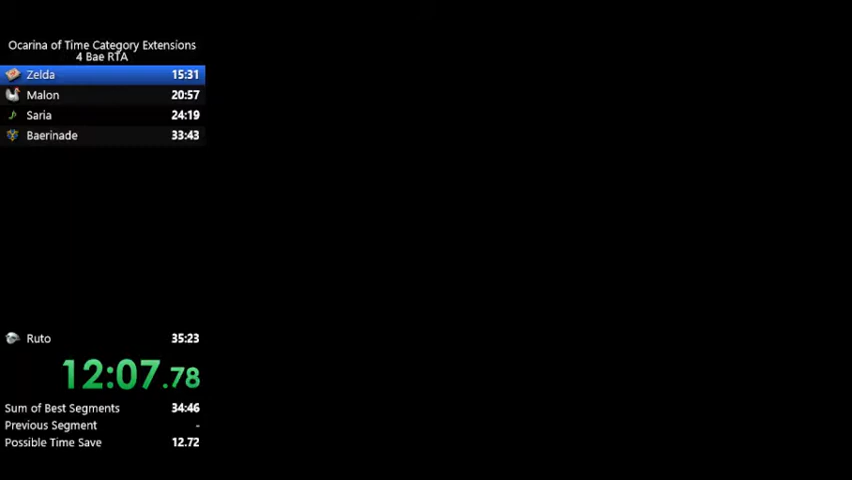 Ocarina of Time Category Extensions
4 Bae RTA
Zelda 15:31
Malon 20:57
Saria 24:19
Baerinade 33:43
Ruto 35:23
12:07.78
Sum of Best Segments 34:46
Previous Segment -
Possible Time Save 12.72